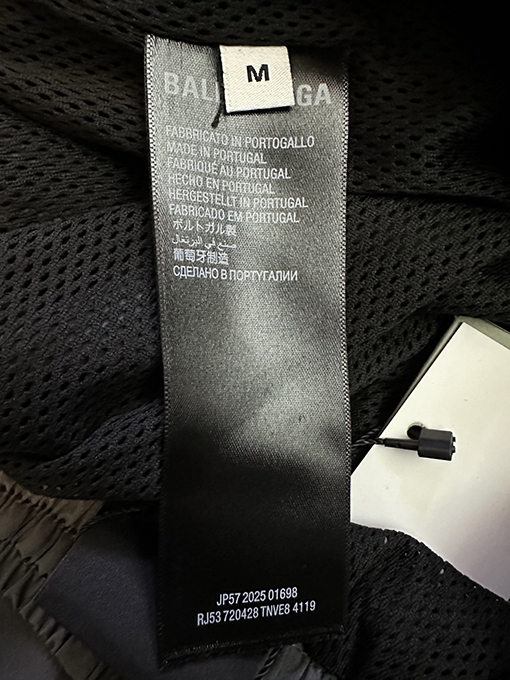 M
FABBRICATO IN PORTOGALLO
MADE IN PORTUGAL
FABRIQUÉ AU PORTUGAL
HECHO EN PORTUGAL
HERGESTELLT IN PORTUGAL
FABRICADO EM PORTUGAL
ポルトガル製
صنع في البرتغال
葡萄牙制造
СДЕЛАНО В ПОРТУГАЛИИ
JP57 2025 01698
RJ53 720428 TNVE8 4119